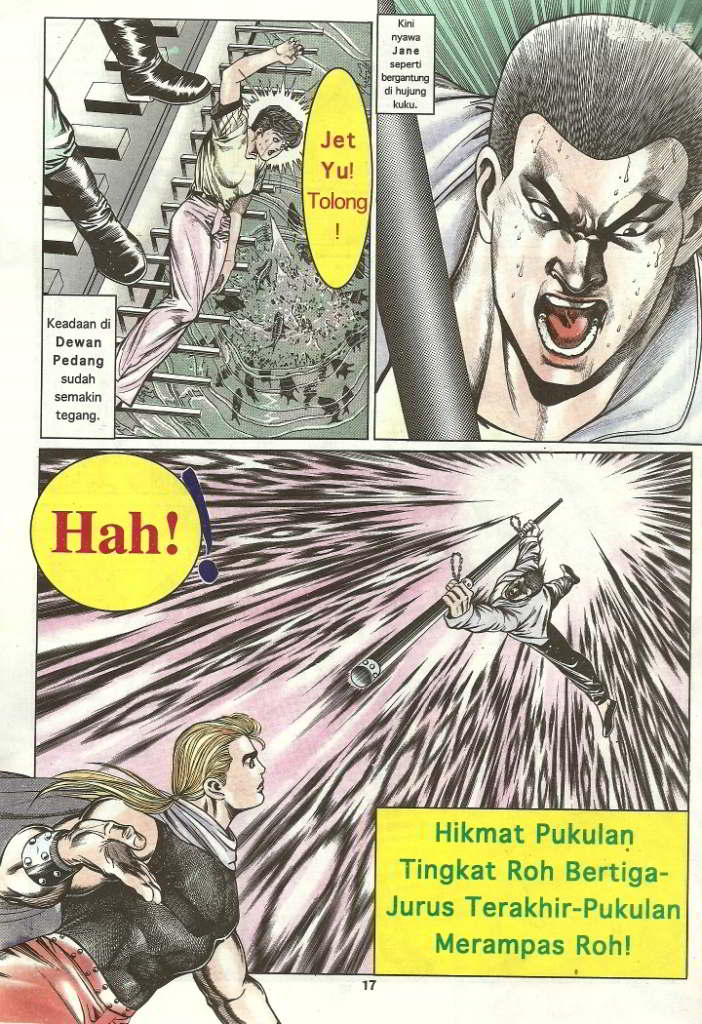 Kini
nyawa
Jane
seperti
bergantung
di hujung
kuku.
Jet
Yu!
Tolong
!
Keadaan di
Dewan
Pedang
sudah
semakin
tegang.
Hah!
!
Hikmat Pukulan
Tingkat Roh Bertiga-
Jurus Terakhir-Pukulan
Merampas Roh!
17